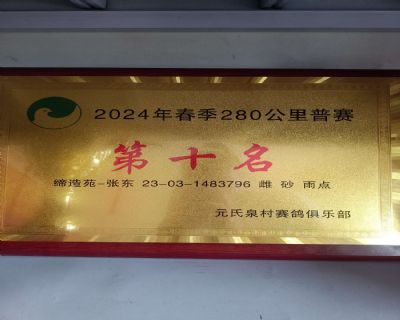 2024年春季280公里普赛
第十名
缔造苑-张东 23-03-1483796 雌 砂 雨点
元氏泉村赛鸽俱乐部